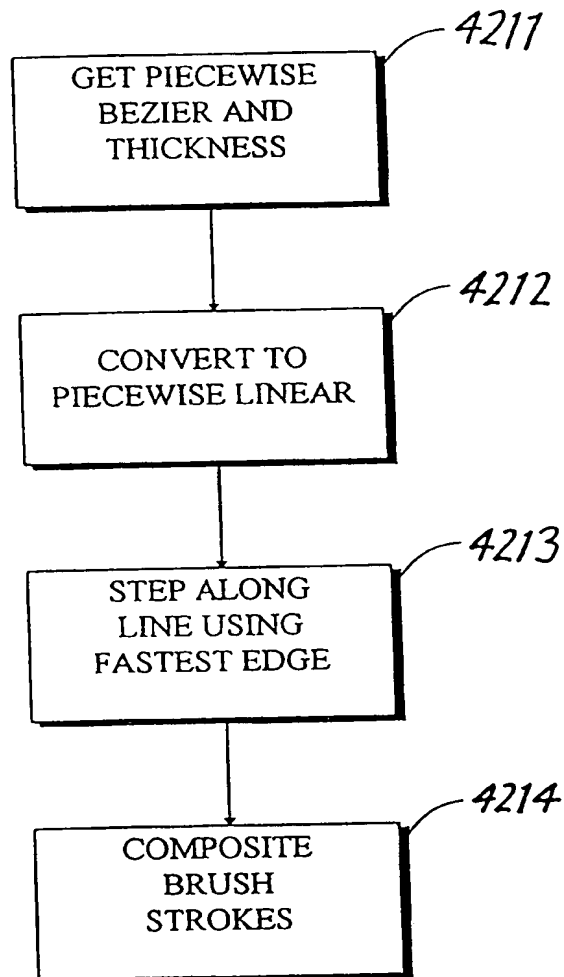 4211
GET PIECEWISE
BEZIER AND
THICKNESS
4212
CONVERT TO
PIECEWISE LINEAR
4213
STEP ALONG
LINE USING
FASTEST EDGE
4214
COMPOSITE
BRUSH
STROKES